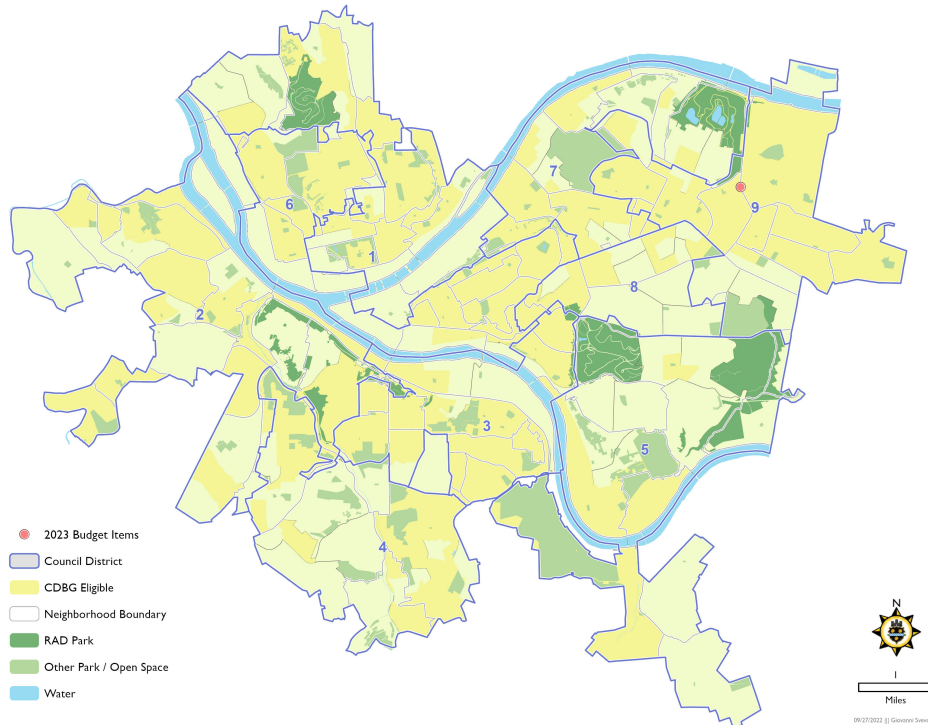 7
9
6
1
8
2
3
5
4
2023 Budget Items
Council District
CDBG Eligible
Neighborhood Boundary
RAD Park
Other Park / Open Space
Water
N
1
Miles
09/27/2022 || Giovanni